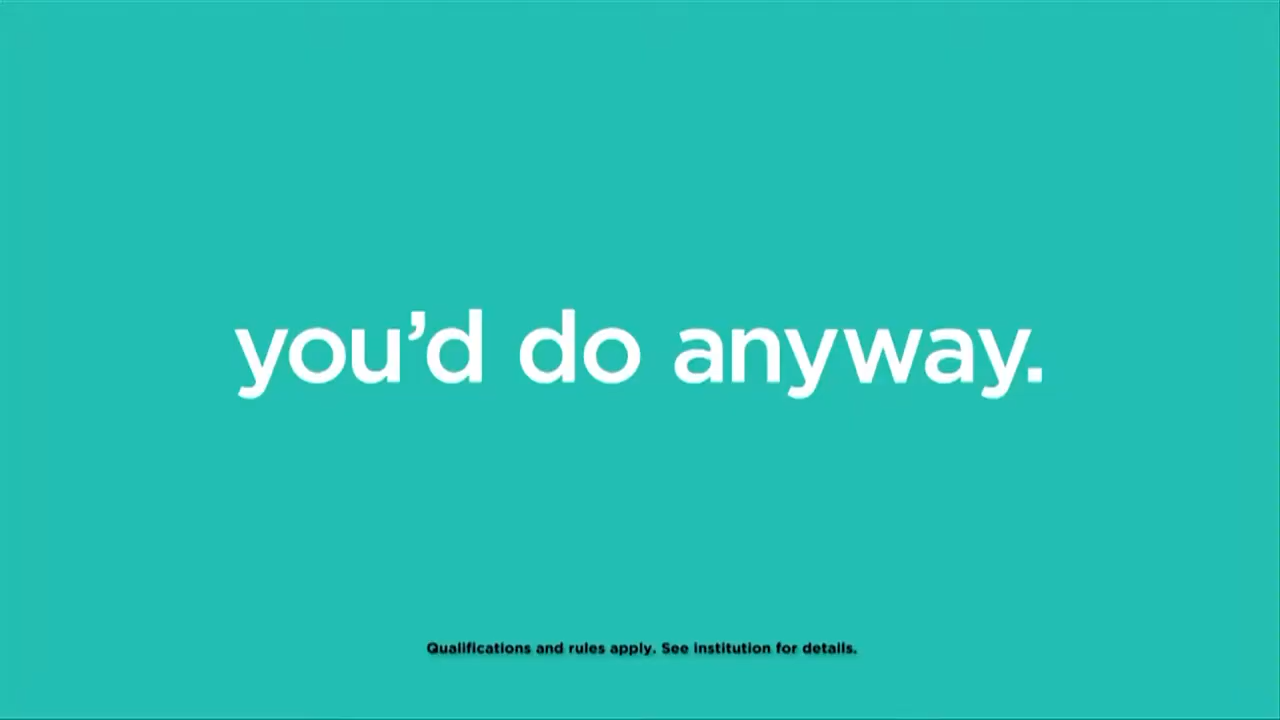 you’d do anyway.
Qualifications and rules apply. See institution for details.